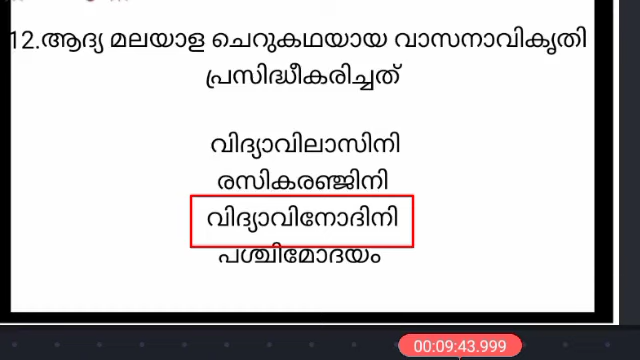 12.ആദ്യ മലയാള ചെറുകഥയായ വാസനാവികൃതി
പ്രസിദ്ധീകരിച്ചത്
വിദ്യാവിലാസിനി
രസികരഞ്ജിനി
വിദ്യാവിനോദിനി
പശ്ചിമോദയം
00:09:43.999